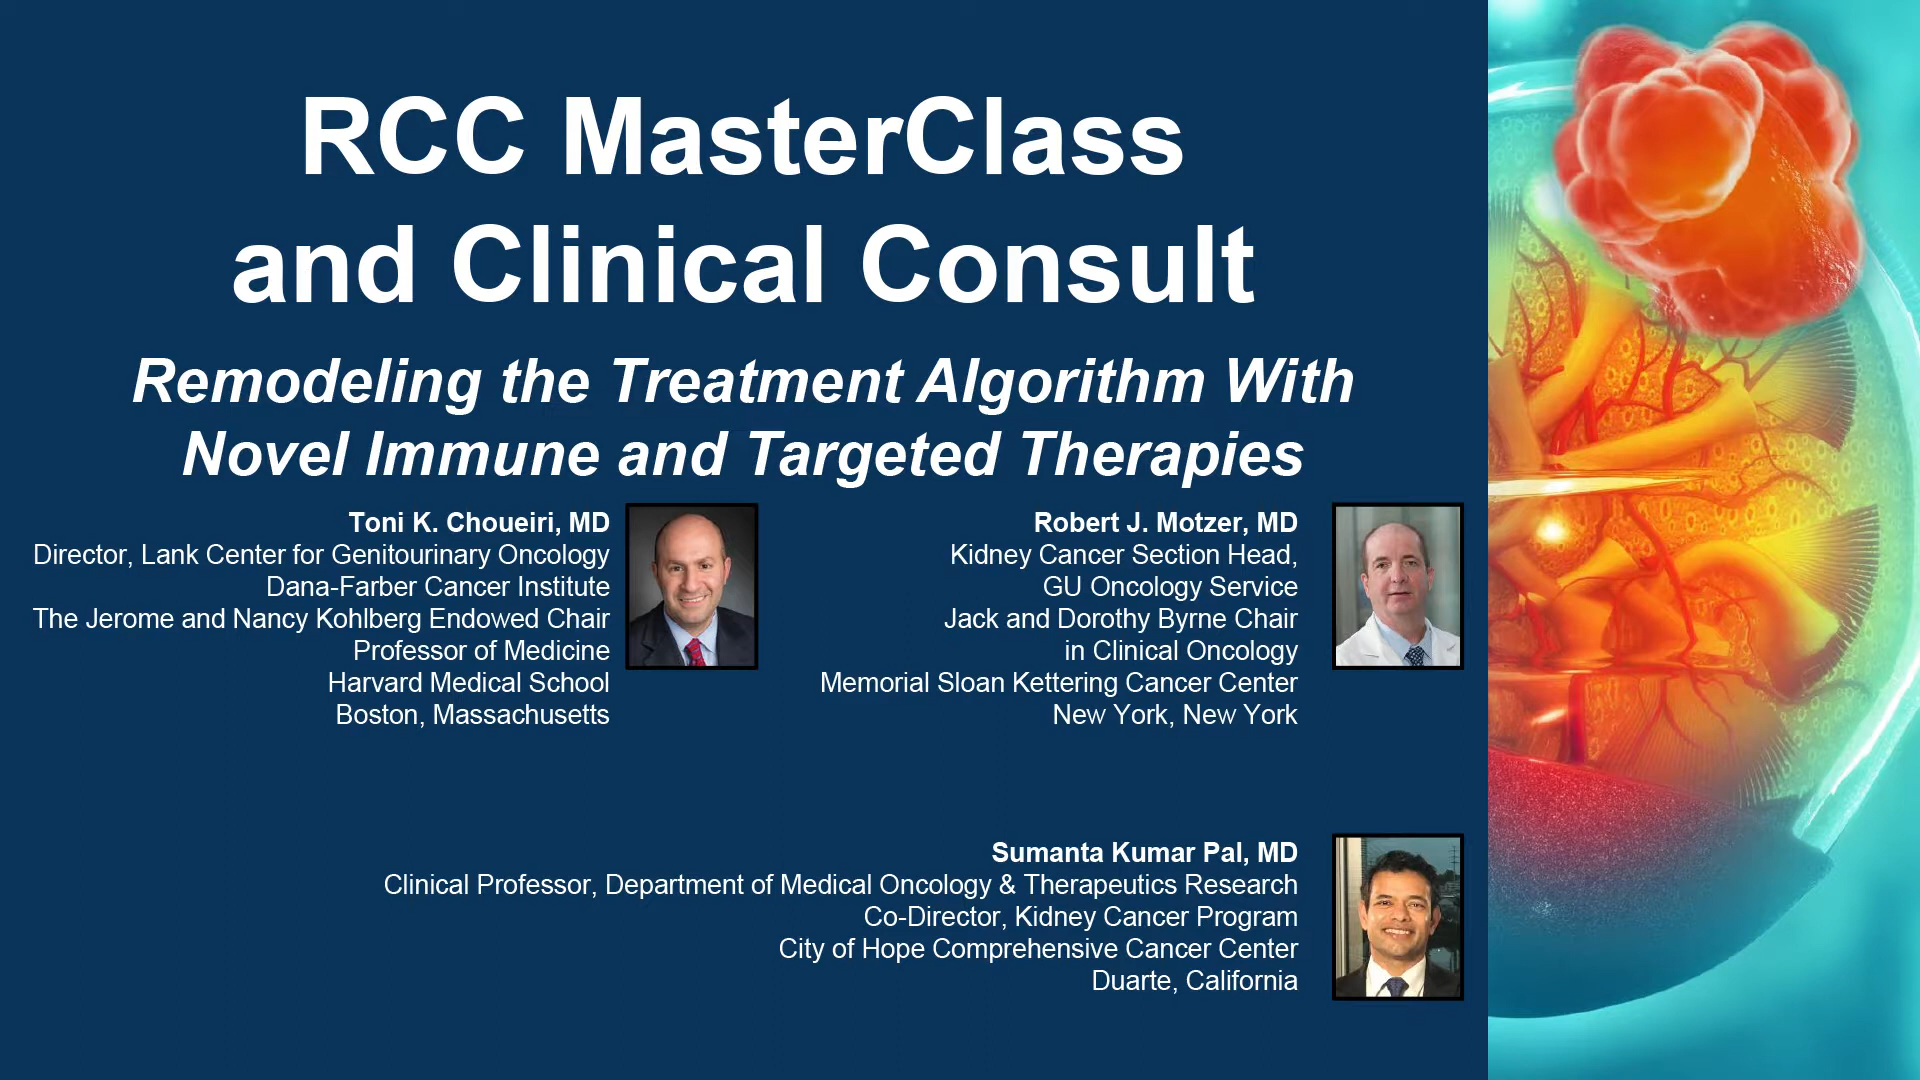 RCC MasterClass
and Clinical Consult
Remodeling the Treatment Algorithm With
Novel Immune and Targeted Therapies
Toni K. Choueiri, MD
Director, Lank Center for Genitourinary Oncology
Dana-Farber Cancer Institute
The Jerome and Nancy Kohlberg Endowed Chair
Professor of Medicine
Harvard Medical School
Boston, Massachusetts
Robert J. Motzer, MD
Kidney Cancer Section Head,
GU Oncology Service
Jack and Dorothy Byrne Chair
in Clinical Oncology
Memorial Sloan Kettering Cancer Center
New York, New York
Sumanta Kumar Pal, MD
Clinical Professor, Department of Medical Oncology & Therapeutics Research
Co-Director, Kidney Cancer Program
City of Hope Comprehensive Cancer Center
Duarte, California